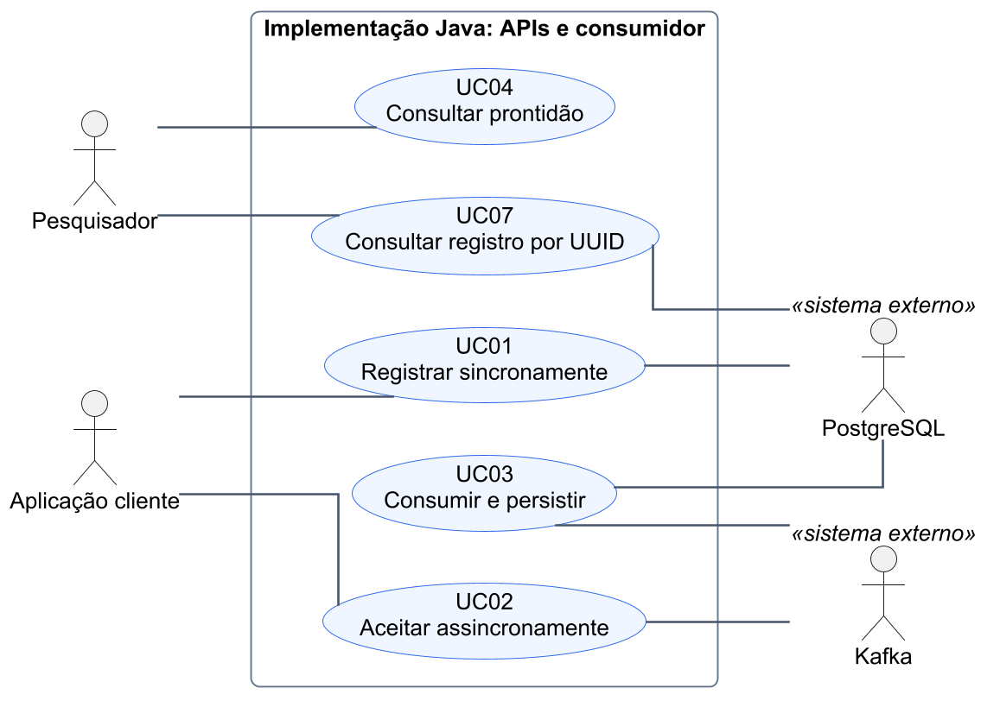 Implementação Java: APIs e consumidor
UC04
Consultar prontidão
Pesquisador
UC07
Consultar registro por UUID
«sistema externo»
PostgreSQL
UC01
Registrar sincronamente
Aplicação cliente
UC03
Consumir e persistir
«sistema externo»
Kafka
UC02
Aceitar assincronamente